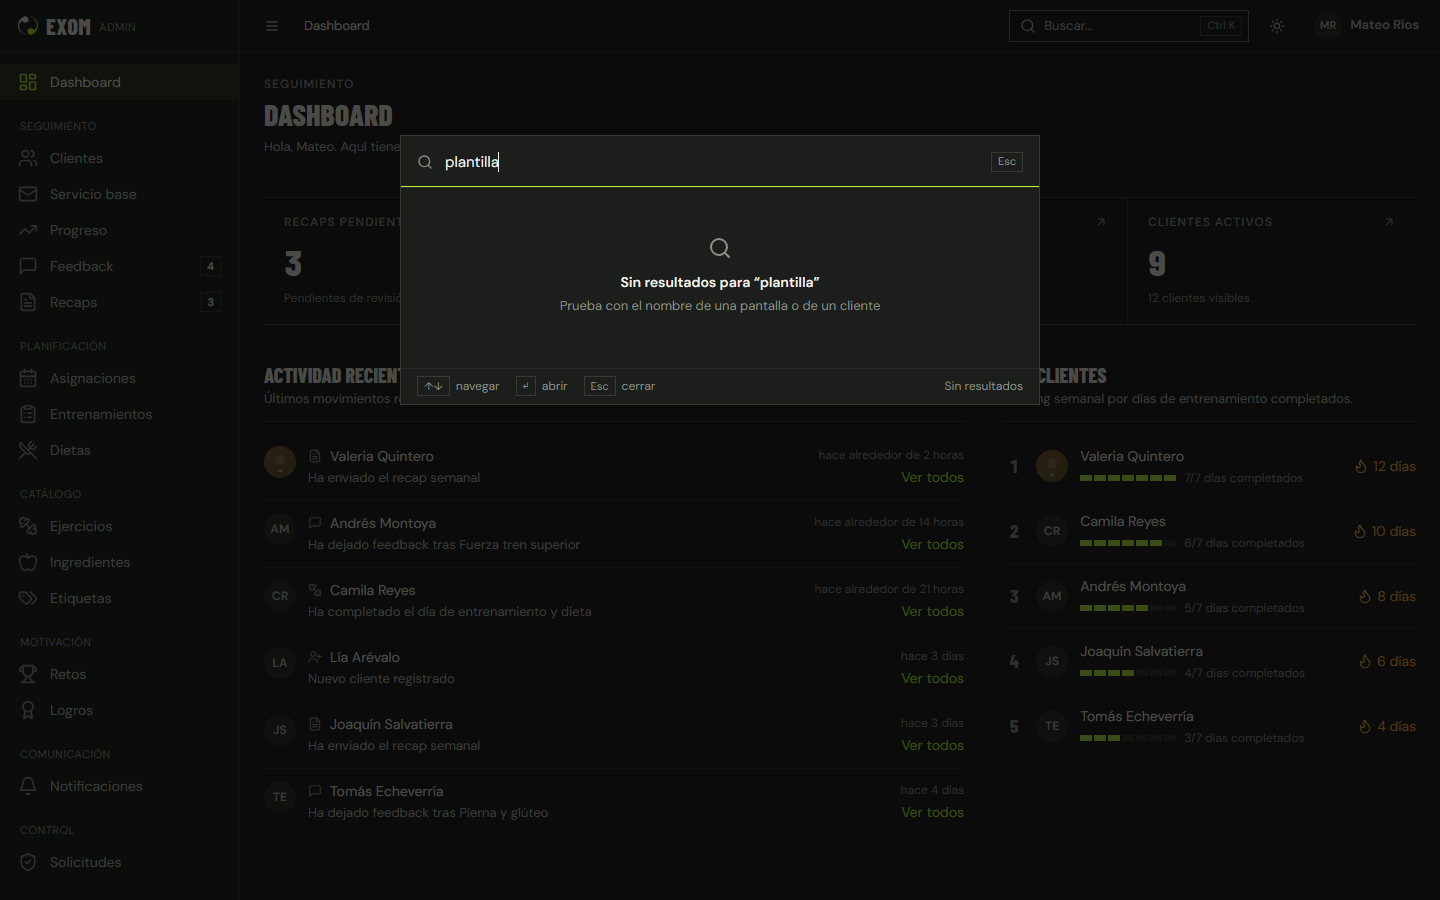 EXOM ADMIN
Dashboard
Buscar...
Ctrl K
MR
Mateo Ríos
Dashboard
SEGUIMIENTO
Clientes
Servicio base
Progreso
Feedback
4
Recaps
3
PLANIFICACIÓN
Asignaciones
Entrenamientos
Dietas
CATÁLOGO
Ejercicios
Ingredientes
Etiquetas
MOTIVACIÓN
Retos
Logros
COMUNICACIÓN
Notificaciones
CONTROL
Solicitudes
SEGUIMIENTO
DASHBOARD
Hola, Mateo. Aquí tiene
plantilla
Esc
Sin resultados para “plantilla”
Prueba con el nombre de una pantalla o de un cliente
navegar
abrir
Esc cerrar
Sin resultados
RECAPS PENDIENT
3
Pendientes de revisió
CLIENTES ACTIVOS
9
12 clientes visibles
ACTIVIDAD RECIENT
Últimos movimientos r
Valeria Quintero
hace alrededor de 2 horas
Ha enviado el recap semanal
Ver todos
AM
Andrés Montoya
hace alrededor de 14 horas
Ha dejado feedback tras Fuerza tren superior
Ver todos
CR
Camila Reyes
hace alrededor de 21 horas
Ha completado el día de entrenamiento y dieta
Ver todos
LA
Lía Arévalo
hace 3 días
Nuevo cliente registrado
Ver todos
JS
Joaquín Salvatierra
hace 3 días
Ha enviado el recap semanal
Ver todos
TE
Tomás Echeverría
hace 4 días
Ha dejado feedback tras Pierna y glúteo
Ver todos
CLIENTES
ng semanal por días de entrenamiento completados.
1
Valeria Quintero
7/7 días completados
12 días
2
CR
Camila Reyes
6/7 días completados
10 días
3
AM
Andrés Montoya
5/7 días completados
8 días
4
JS
Joaquín Salvatierra
4/7 días completados
6 días
5
TE
Tomás Echeverría
3/7 días completados
4 días